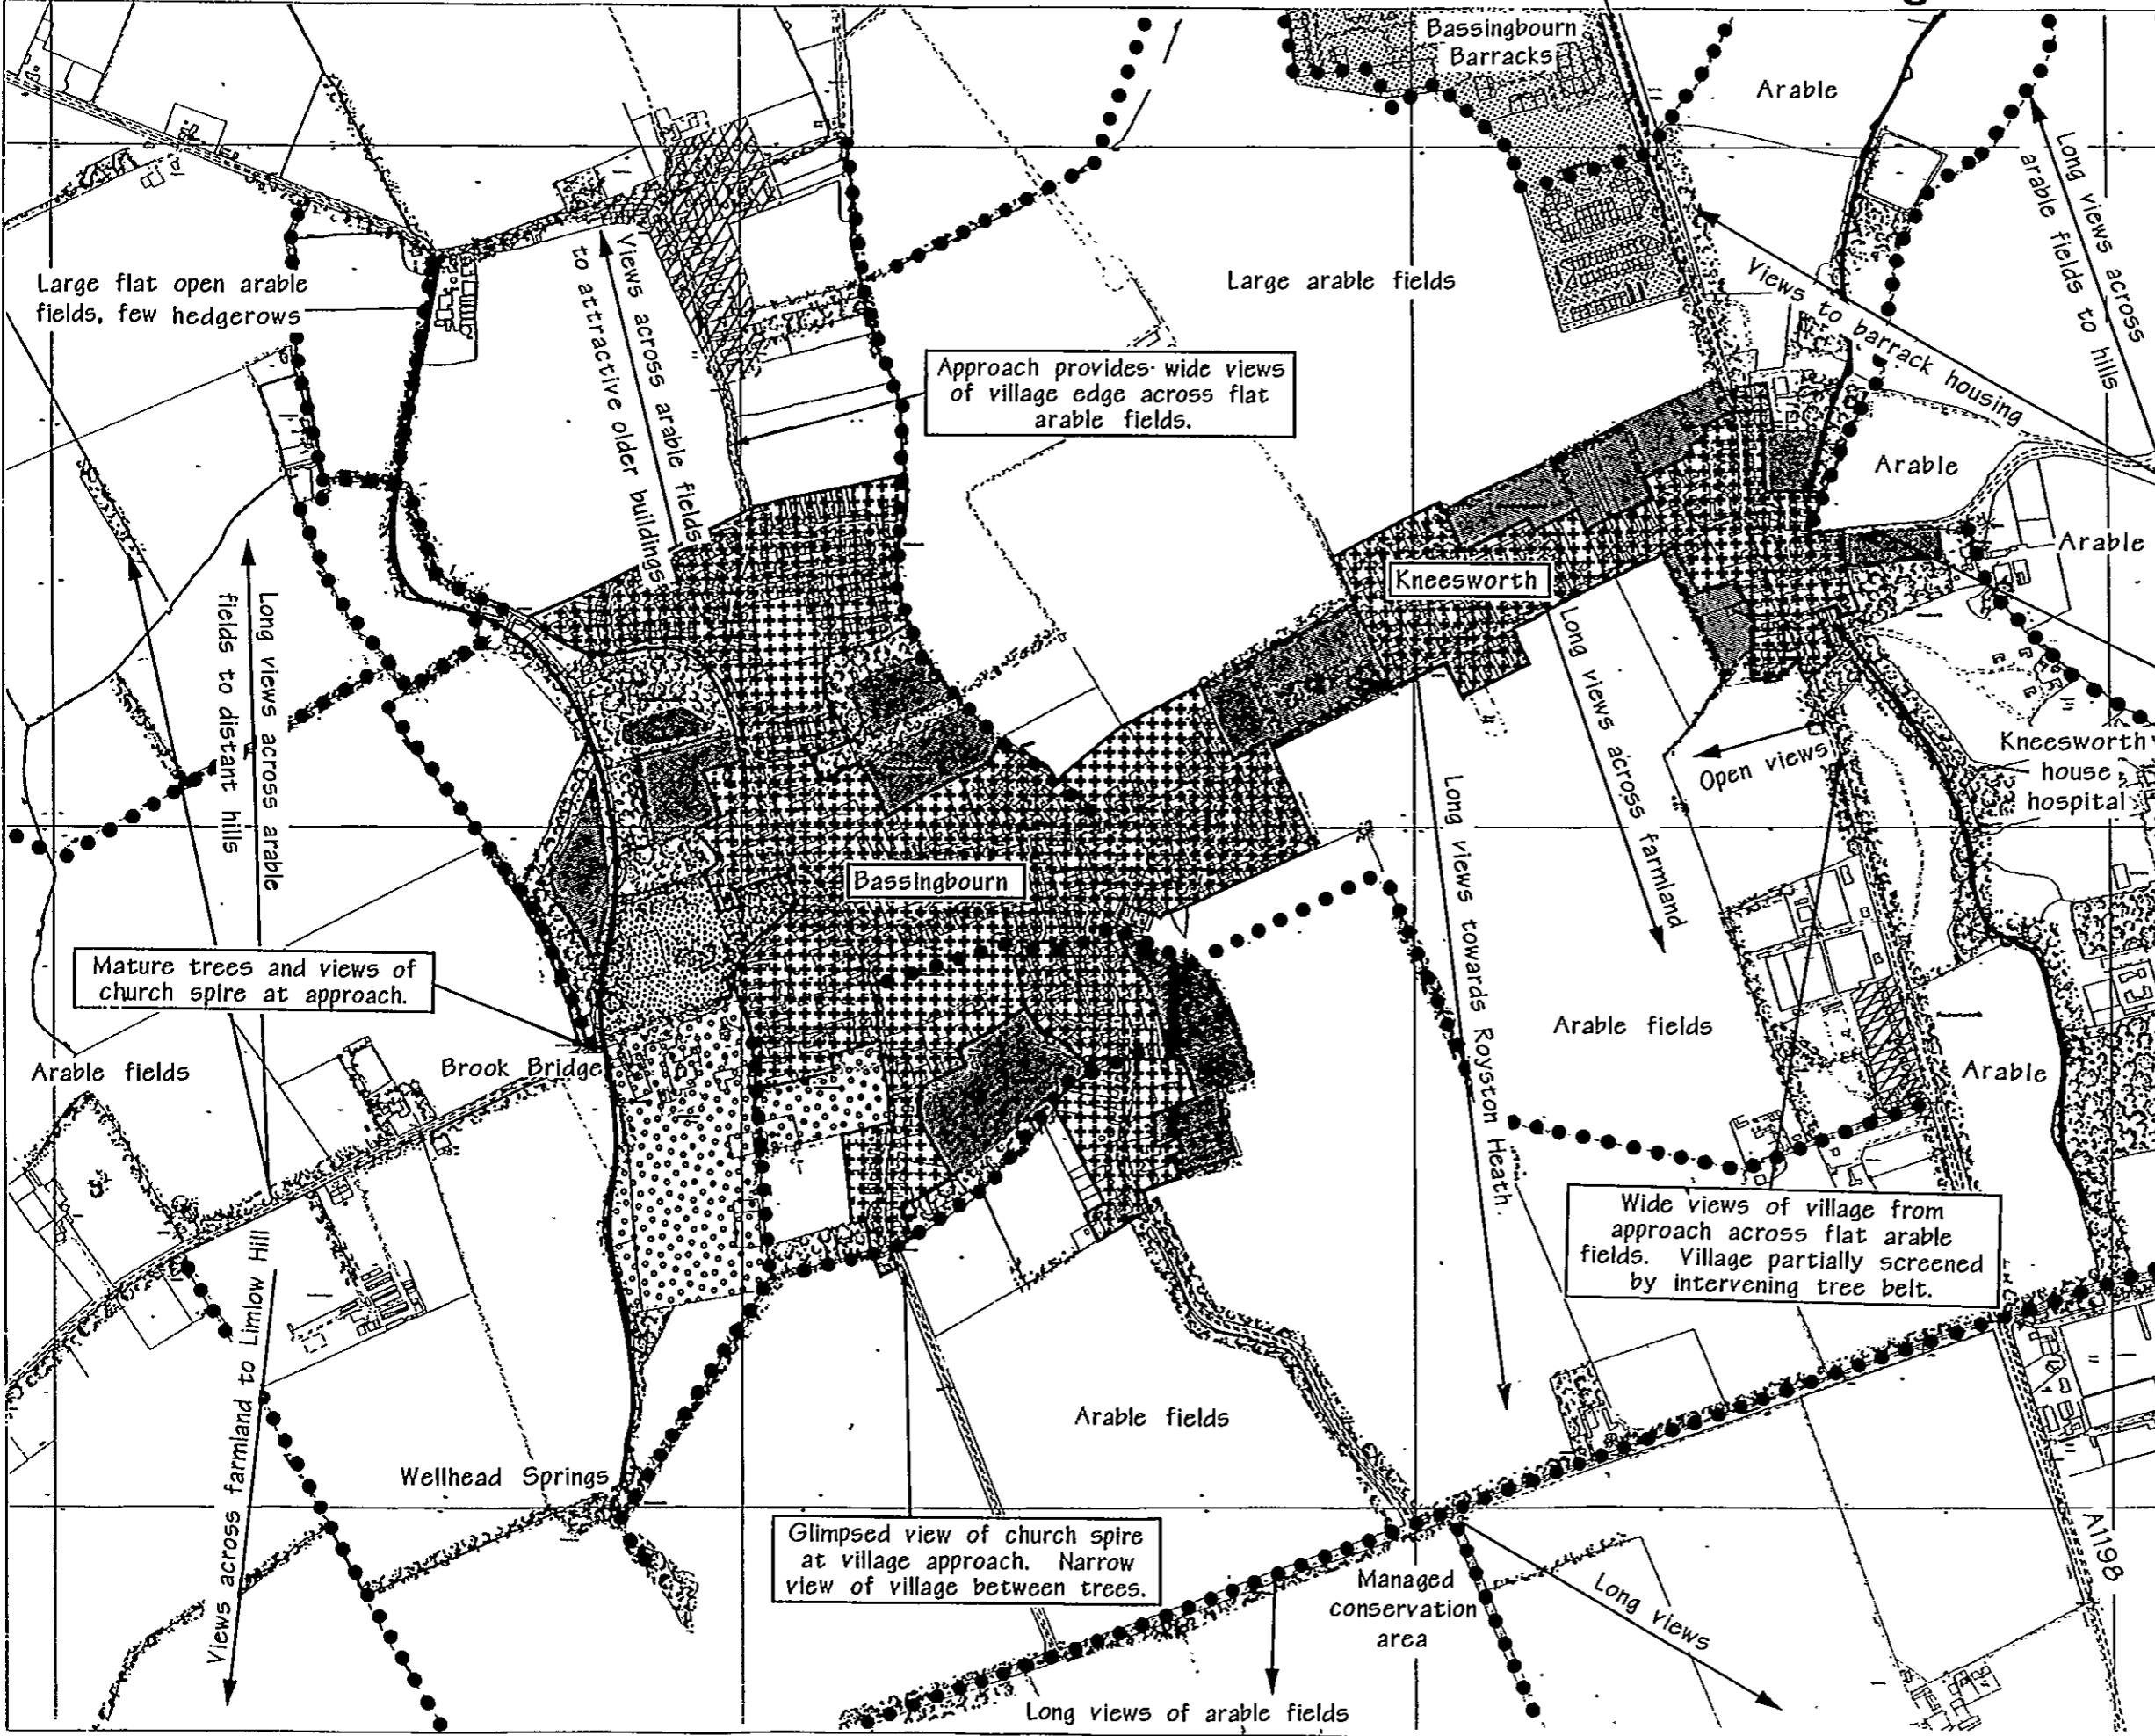 Bassingbourn
Barracks
Arable
Long views across
arable fields to hills
Large flat open arable
fields, few hedgerows
Views across arable fields
to attractive older buildings
Large arable fields
Views to barrack housing
Approach provides wide views
of village edge across flat
arable fields.
Arable
Arable
Kneesworth
Long views across arable
fields to distant hills
Long views across farmland
Open views
Kneesworth
house
hospital
Long views towards Royston Heath.
Bassingbourn
Mature trees and views of
church spire at approach.
Arable fields
Brook Bridge
Arable fields
Arable
Wide views of village from
approach across flat arable
fields. Village partially screened
by intervening tree belt.
Views across farmland to Limlow Hill
Arable fields
Wellhead Springs
Glimpsed view of church spire
at village approach. Narrow
view of village between trees.
Managed
conservation
area
Long views
A1198
Long views of arable fields